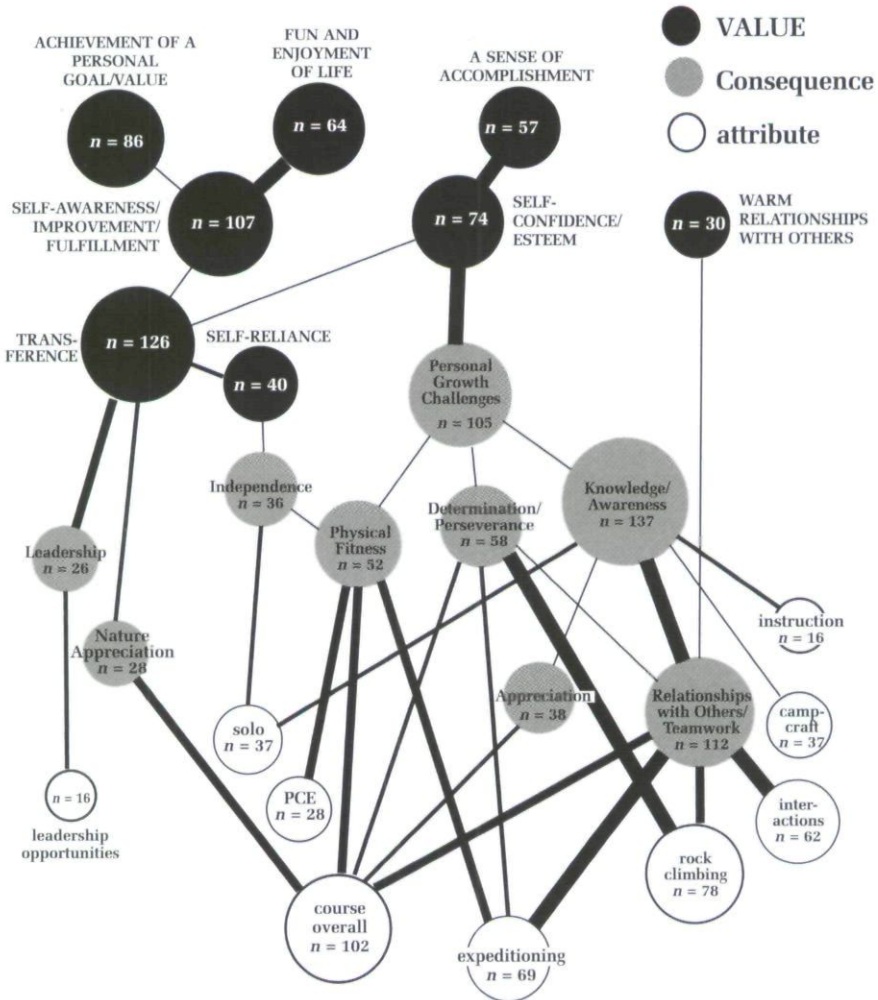 ACHIEVEMENT OF A
PERSONAL
GOAL/VALUE
n = 86
FUN AND
ENJOYMENT
OF LIFE
n = 64
A SENSE OF
ACCOMPLISHMENT
n = 57
VALUE
Consequence
attribute
SELF-AWARENESS/
IMPROVEMENT/
FULFILLMENT
n = 107
n = 74
SELF-
CONFIDENCE/
ESTEEM
n = 30
WARM
RELATIONSHIPS
WITH OTHERS
TRANS-
FERENCE
n = 126
SELF-RELIANCE
n = 40
Personal
Growth
Challenges
n = 105
Independence
n = 36
Knowledge/
Awareness
n = 137
Determination/
Perseverance
n = 58
Physical
Fitness
n = 52
Leadership
n = 26
Nature
Appreciation
n = 28
instruction
n = 16
Appreciation
n = 38
Relationships
with Others/
Teamwork
n = 112
camp-
craft
n = 37
solo
n = 37
PCE
n = 28
n = 16
leadership
opportunities
inter-
actions
n = 62
rock
climbing
n = 78
course
overall
n = 102
expeditioning
n = 69